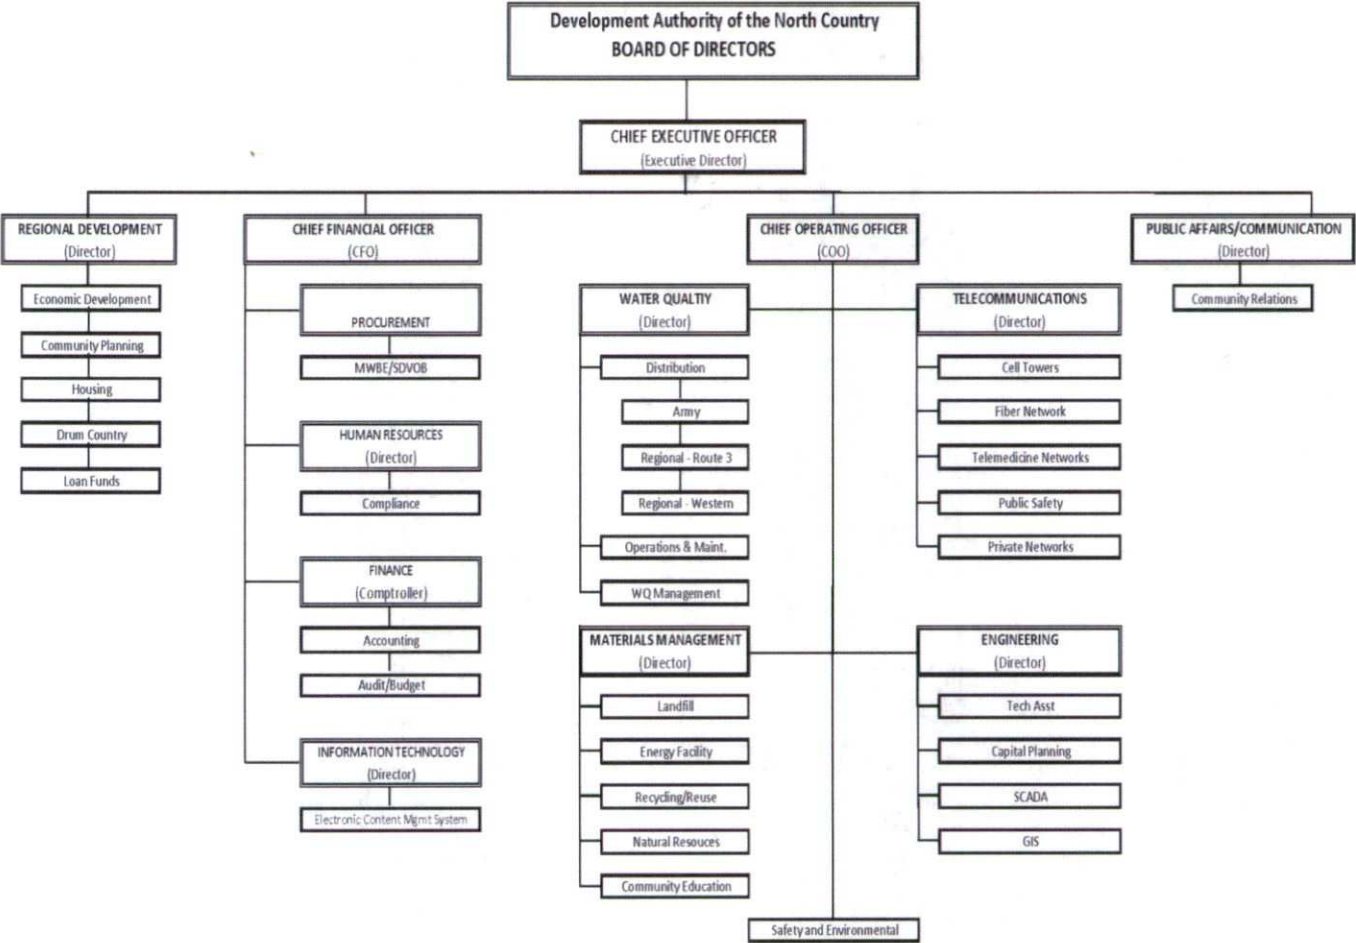 Development Authority of the North Country
BOARD OF DIRECTORS
CHIEF EXECUTIVE OFFICER
(Executive Director)
REGIONAL DEVELOPMENT
(Director)
Economic Development
Community Planning
Housing
Drum Country
Loan Funds
CHIEF FINANCIAL OFFICER
(CFO)
PROCUREMENT
MWBE/SDVOB
HUMAN RESOURCES
(Director)
Compliance
FINANCE
(Comptroller)
Accounting
Audit/Budget
INFORMATION TECHNOLOGY
(Director)
Electronic Content Mgmt System
CHIEF OPERATING OFFICER
(COO)
WATER QUALTIY
(Director)
Distribution
Army
Regional - Route 3
Regional - Western
Operations & Maint.
WQ Management
MATERIALS MANAGEMENT
(Director)
Landfill
Energy Facility
Recycling/Reuse
Natural Resouces
Community Education
TELECOMMUNICATIONS
(Director)
Cell Towers
Fiber Network
Telemedicine Networks
Public Safety
Private Networks
ENGINEERING
(Director)
Tech Asst
Capital Planning
SCADA
GIS
Safety and Environmental
PUBLIC AFFAIRS/COMMUNICATION
(Director)
Community Relations